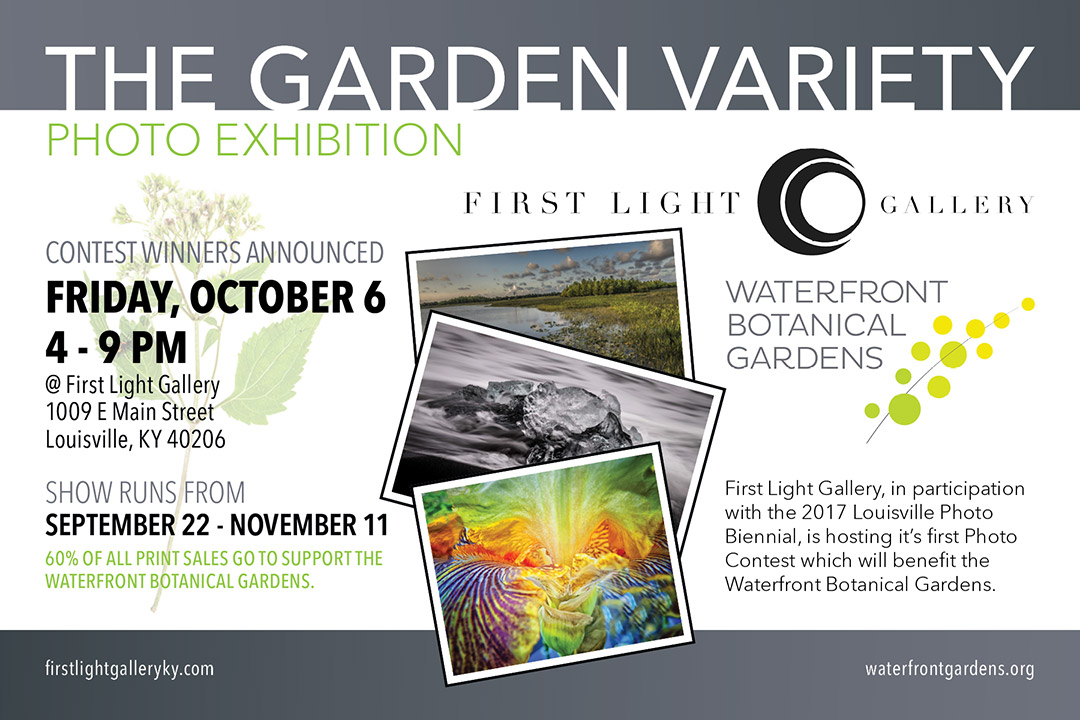 THE GARDEN VARIETY
PHOTO EXHIBITION
FIRST LIGHT GALLERY
CONTEST WINNERS ANNOUNCED
FRIDAY, OCTOBER 6
4 - 9 PM
@ First Light Gallery
1009 E Main Street
Louisville, KY 40206
SHOW RUNS FROM
SEPTEMBER 22 - NOVEMBER 11
60% OF ALL PRINT SALES GO TO SUPPORT THE
WATERFRONT BOTANICAL GARDENS.
WATERFRONT
BOTANICAL
GARDENS
First Light Gallery, in participation
with the 2017 Louisville Photo
Biennial, is hosting it's first Photo
Contest which will benefit the
Waterfront Botanical Gardens.
firstlightgalleryky.com
waterfrontgardens.org